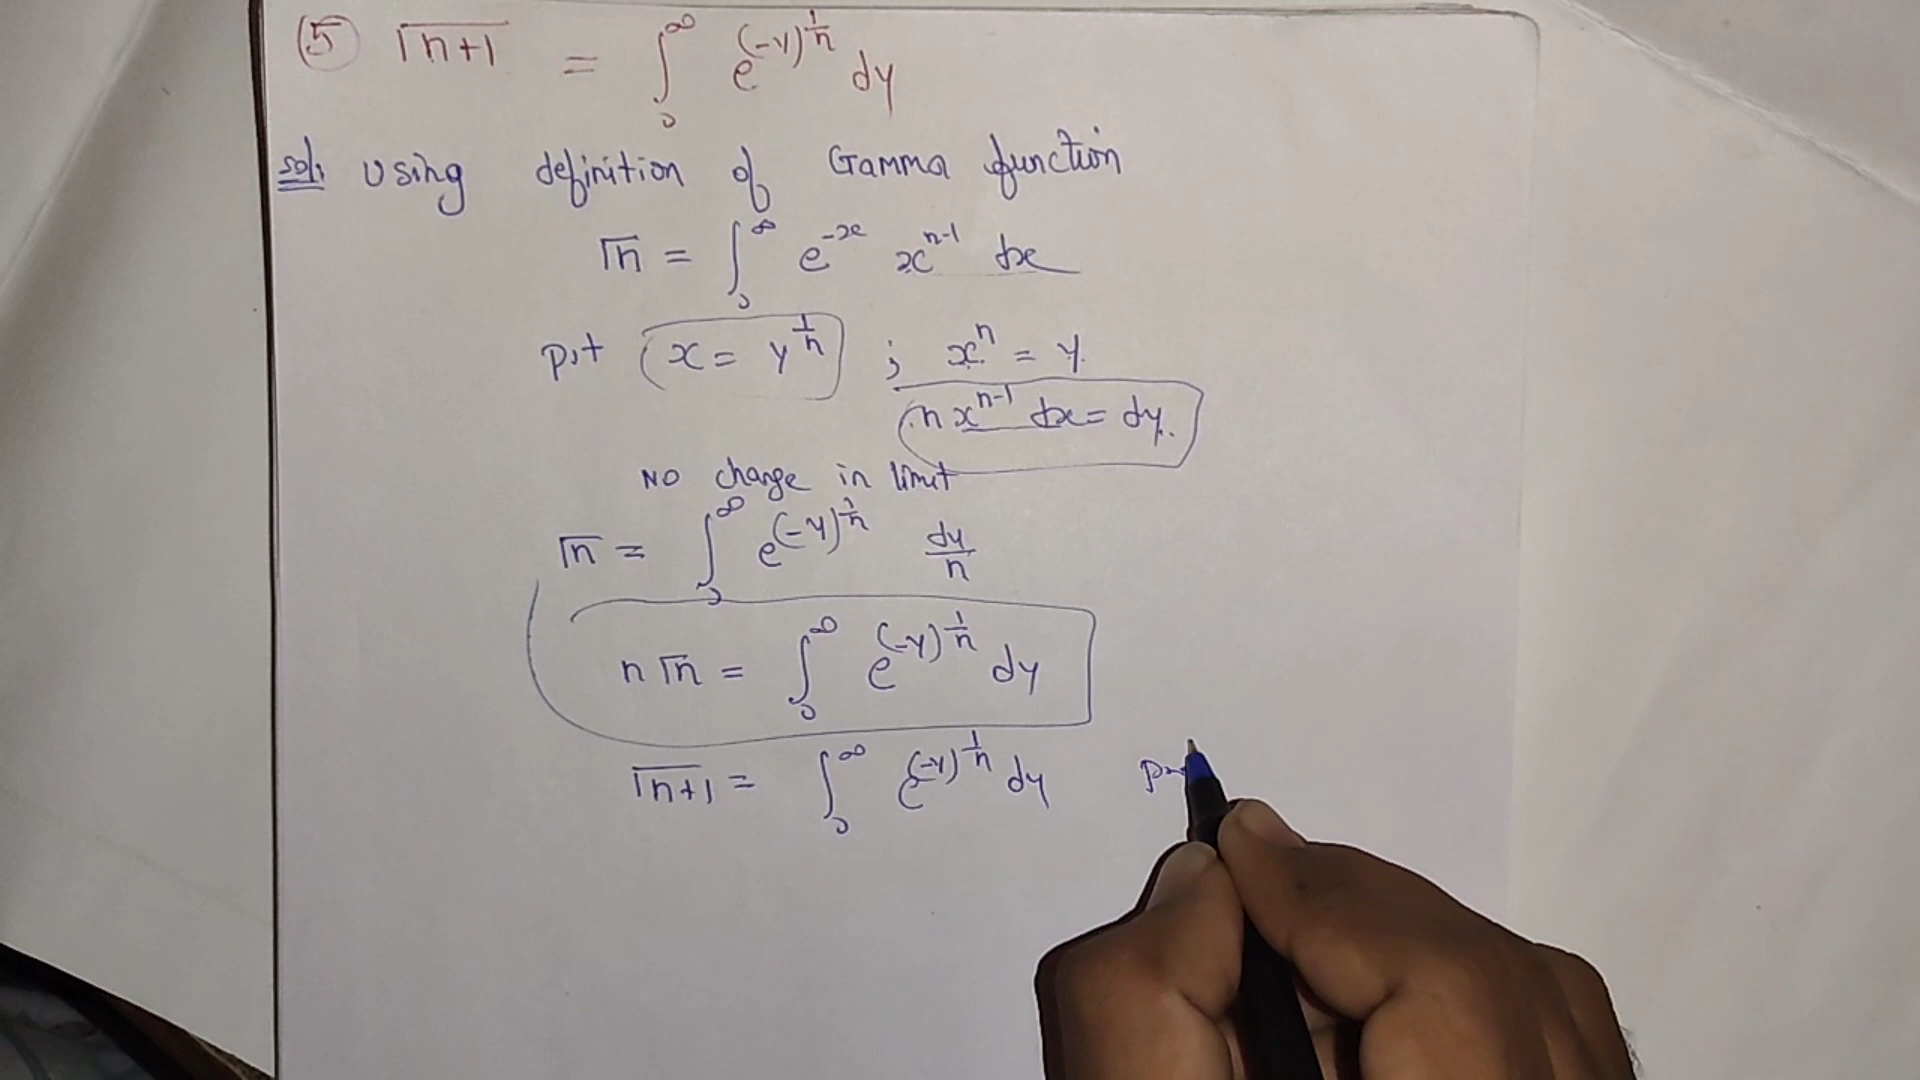 (5) Γn+1 = ∫₀^∞ e^(-y)^(1/n) dy
Soln Using definition of Gamma function
Γn = ∫₀^∞ e^(-x) x^(n-1) dx
put x = y^(1/n) ; x^n = y
n x^(n-1) dx = dy.
NO change in limit
Γn = ∫₀^∞ e^(-y)^(1/n) dy/n
n Γn = ∫₀^∞ e^(-y)^(1/n) dy
Γn+1 = ∫₀^∞ e^(-y)^(1/n) dy